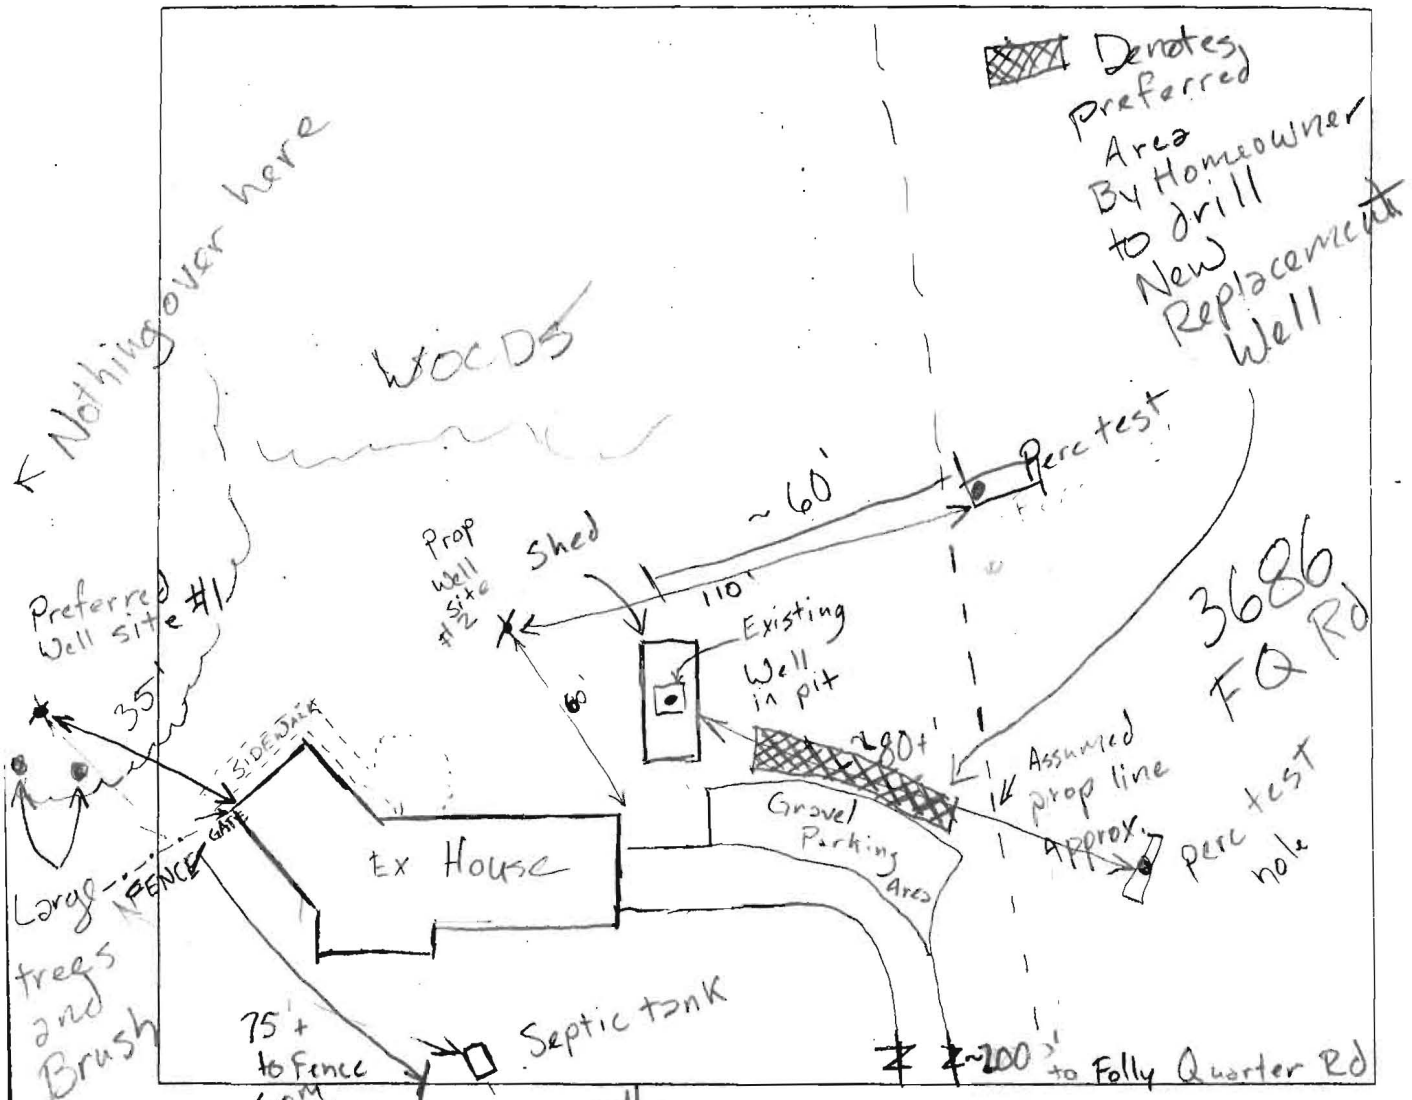 Denotes
Preferred
Area
By Homeowner
to drill
New
Replacement
Well
← Nothing over here
WOODS
Perc test
~ 60'
Prop
Well
site
#2
Shed
110'
Existing
Well
in pit
3686
FQ Rd
Preferred
Well site #1
35'
60'
SIDEWALK
~80+'
Assumed
prop line
Approx.
Gravel
Parking
Area
perc test
hole
GATE
FENCE
Ex House
Large
trees
and
Brush
75'+
to Fence
Septic tank
~200'
to Folly Quarter Rd